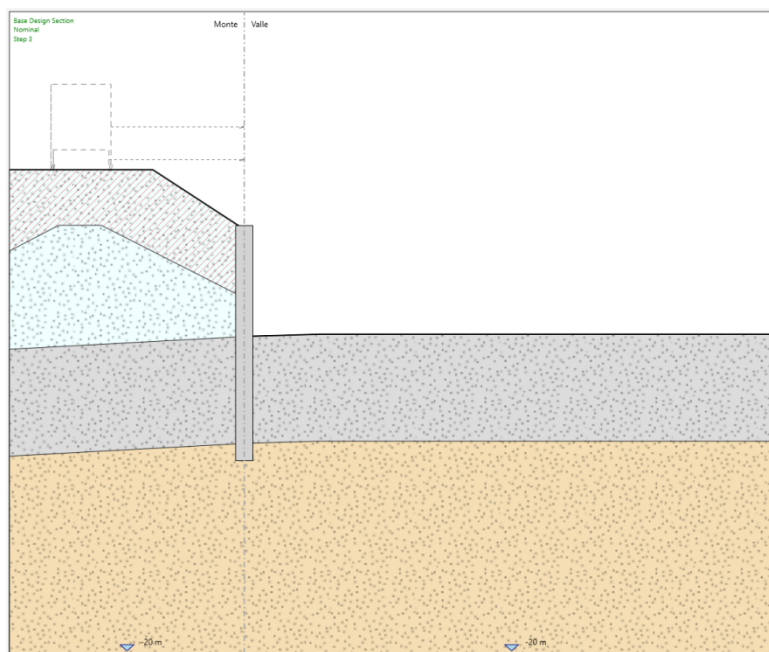 Base Design Section
Nominal
Step 3
Monte
Valle
-20 m
-20 m